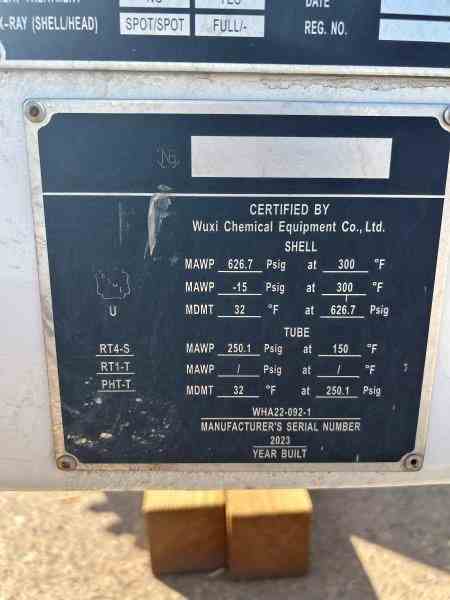 NO YES DATE
X-RAY (SHELL/HEAD) SPOT/SPOT FULL/- REG. NO.
NB
CERTIFIED BY
Wuxi Chemical Equipment Co., Ltd.
SHELL
MAWP 626.7 Psig at 300 °F
MAWP -15 Psig at 300 °F
U MDMT 32 °F at 626.7 Psig
TUBE
RT4-S MAWP 250.1 Psig at 150 °F
RT1-T MAWP / Psig at / °F
PHT-T MDMT 32 °F at 250.1 Psig
WHA22-092-1
MANUFACTURER'S SERIAL NUMBER
2023
YEAR BUILT